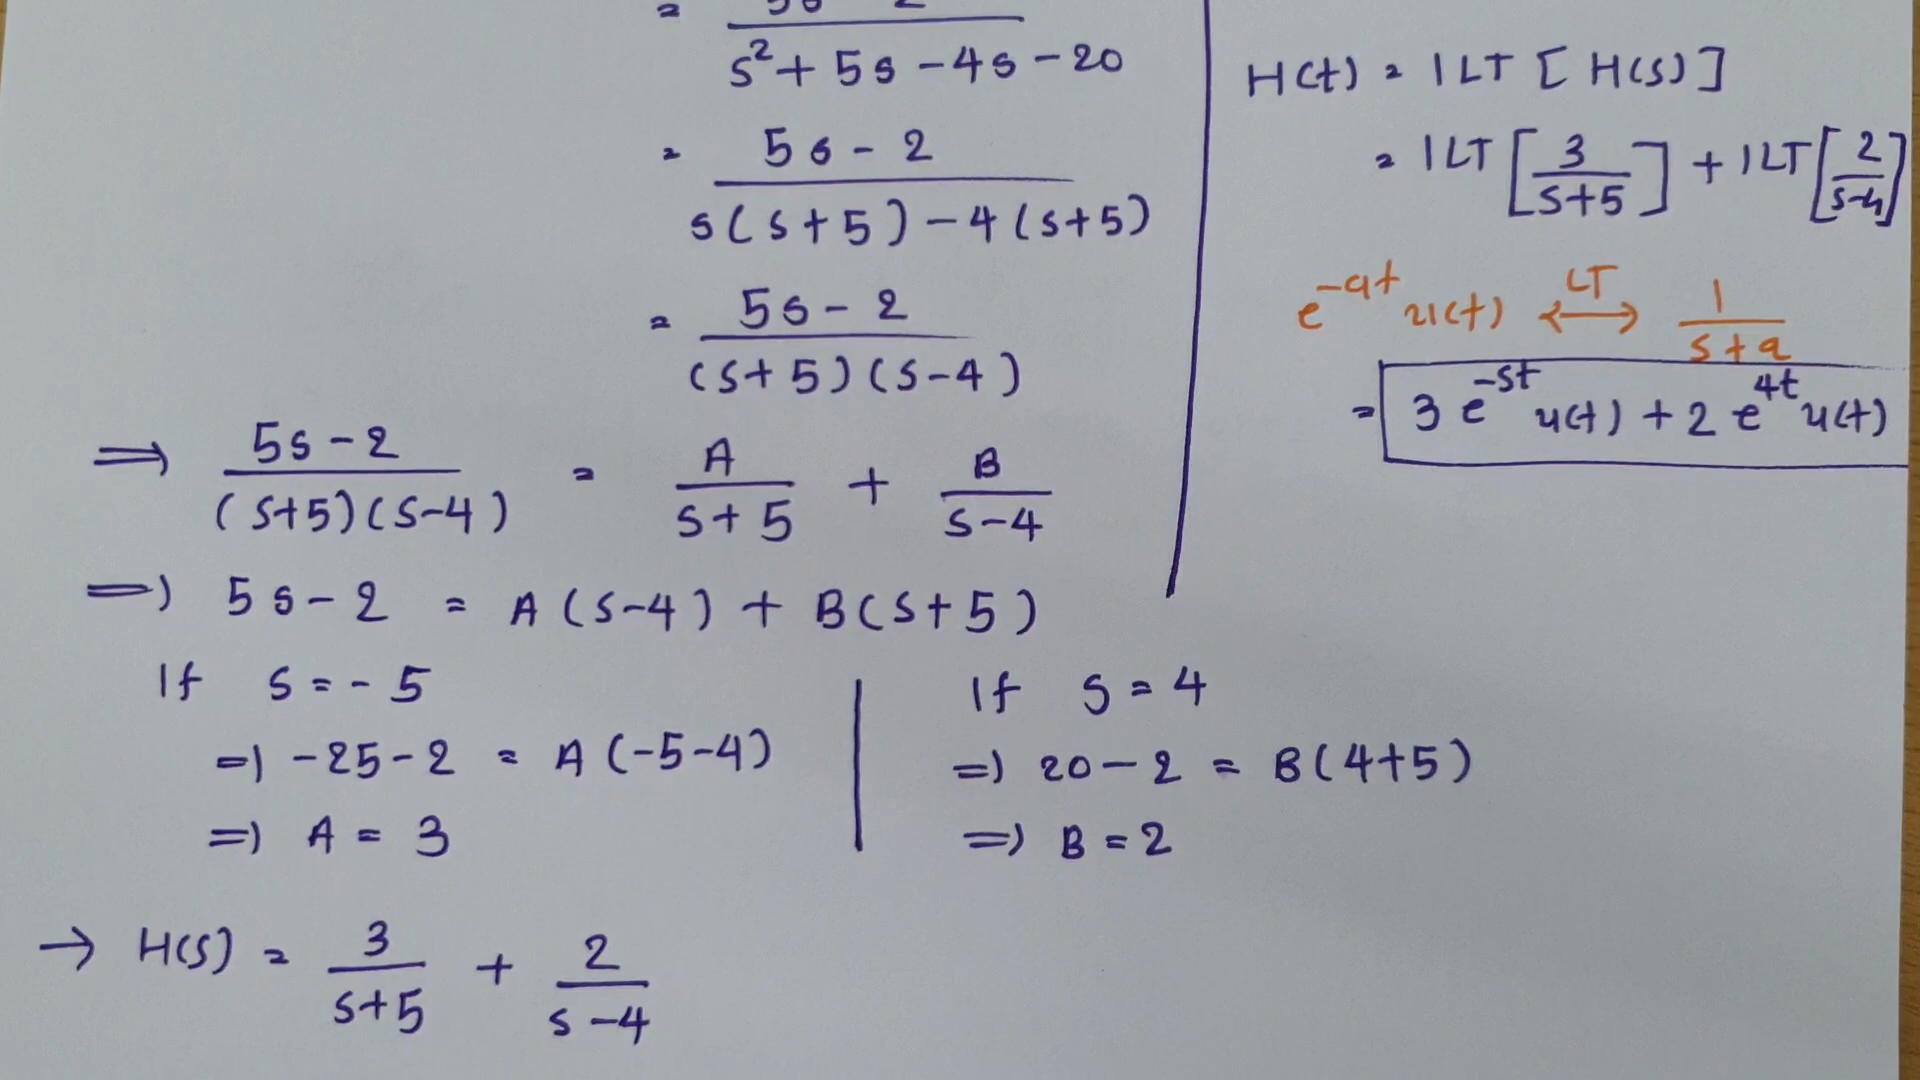 = / (s² + 5s - 4s - 20)
= (5s - 2) / (s(s+5) - 4(s+5))
= (5s - 2) / ((s+5)(s-4))
⇒ (5s - 2) / ((s+5)(s-4)) = A/(s+5) + B/(s-4)
⇒ 5s - 2 = A(s-4) + B(s+5)
If s = -5
⇒ -25 - 2 = A(-5-4)
⇒ A = 3
If s = 4
⇒ 20 - 2 = B(4+5)
⇒ B = 2
→ H(s) = 3/(s+5) + 2/(s-4)
H(t) = ILT [H(s)]
= ILT [3/(s+5)] + ILT [2/(s-4)]
e^(-at) u(t) ⟷(LT) 1/(s+a)
= 3e^(-5t) u(t) + 2e^(4t) u(t)